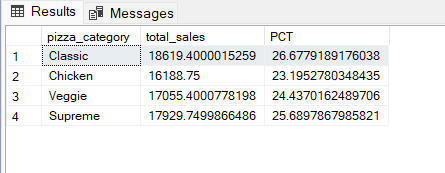 Results Messages
pizza_category total_sales PCT
1 Classic 18619.4000015259 26.6779189176038
2 Chicken 16188.75 23.1952780348435
3 Veggie 17055.4000778198 24.4370162489706
4 Supreme 17929.7499866486 25.6897867985821